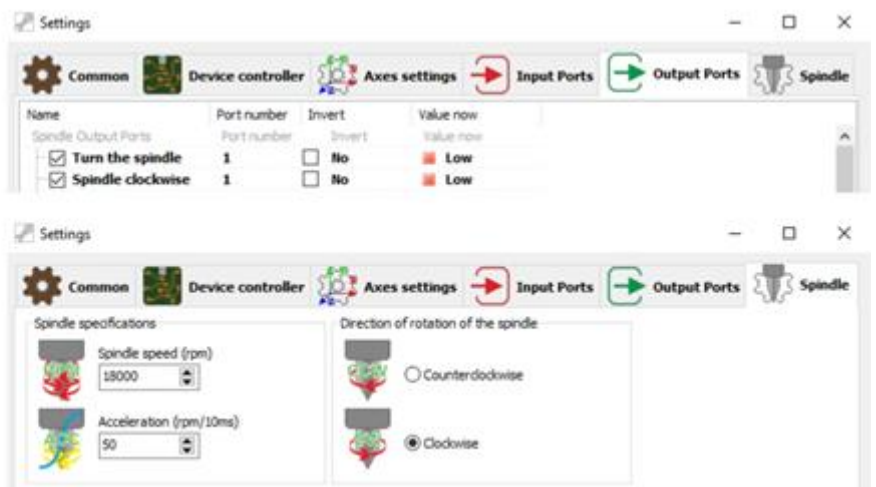 Settings
Common Device controller Axes settings Input Ports Output Ports Spindle
Name Port number Invert Value now
Spindle Output Ports Port number Invert Value now
Turn the spindle 1 No Low
Spindle clockwise 1 No Low
Settings
Common Device controller Axes settings Input Ports Output Ports Spindle
Spindle specifications Direction of rotation of the spindle
Spindle speed (rpm)
18000 Counterclockwise
Acceleration (rpm/10ms)
50 Clockwise